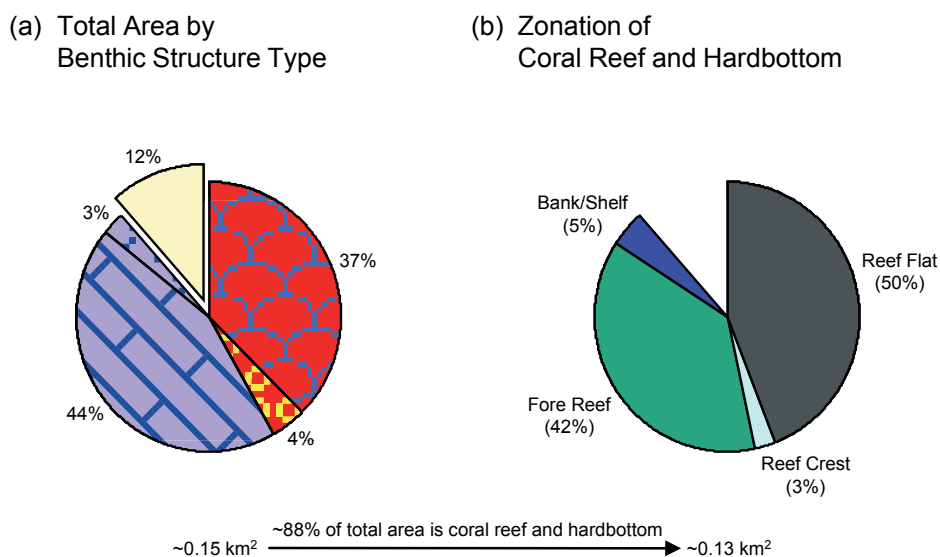 (a) Total Area by
Benthic Structure Type
(b) Zonation of
Coral Reef and Hardbottom
12%
3%
37%
44%
4%
Bank/Shelf
(5%)
Reef Flat
(50%)
Fore Reef
(42%)
Reef Crest
(3%)
~88% of total area is coral reef and hardbottom
~0.15 km²
~0.13 km²